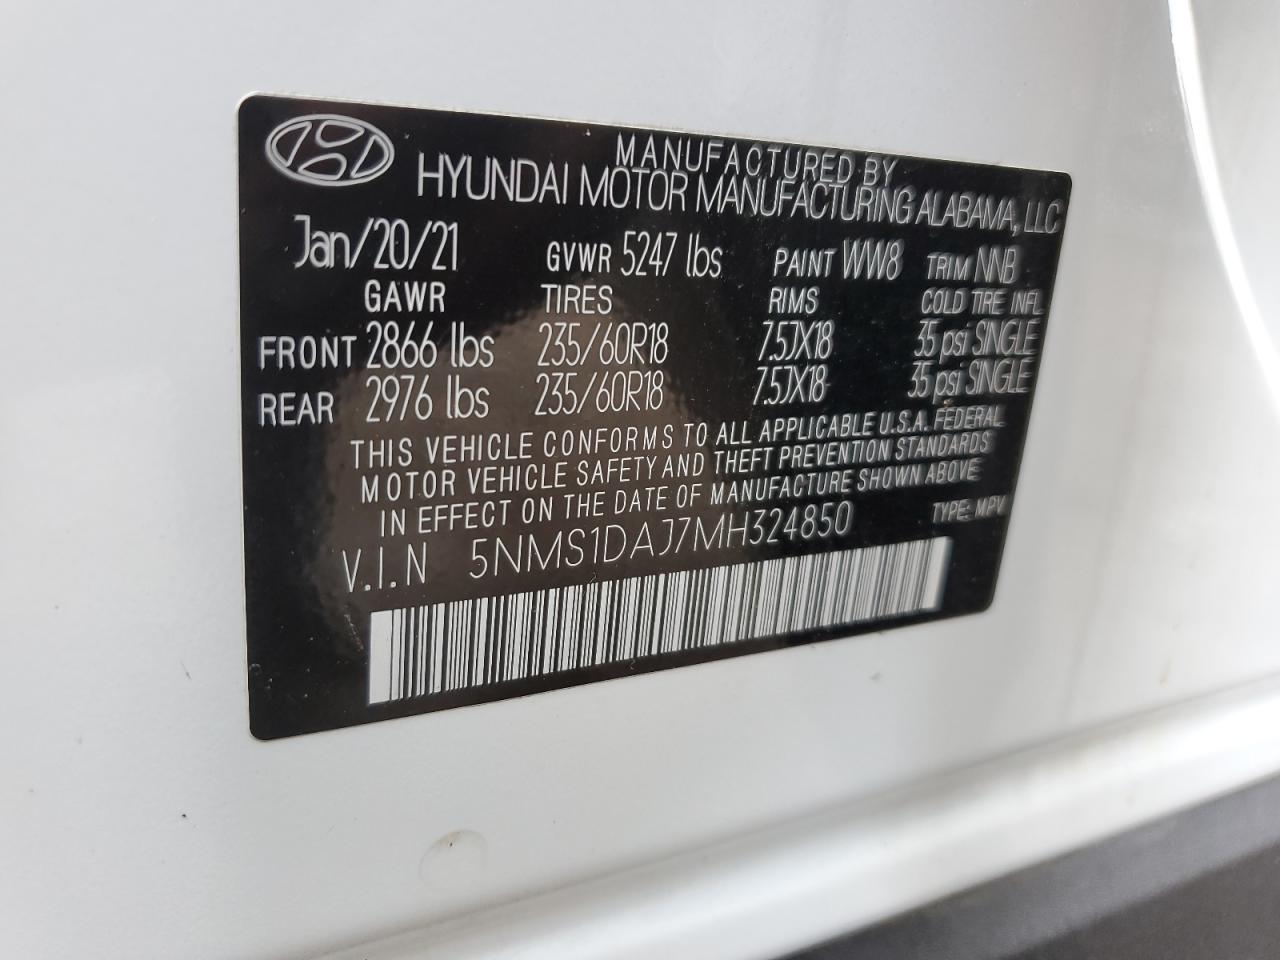 MANUFACTURED BY
HYUNDAI MOTOR MANUFACTURING ALABAMA, LLC
Jan/20/21 GVWR 5247 lbs PAINT WW8 TRIM NNB
GAWR TIRES RIMS COLD TIRE INFL
FRONT 2866 lbs 235/60R18 7.5JX18 35 psi SINGLE
REAR 2976 lbs 235/60R18 7.5JX18 35 psi SINGLE
THIS VEHICLE CONFORMS TO ALL APPLICABLE U.S.A. FEDERAL
MOTOR VEHICLE SAFETY AND THEFT PREVENTION STANDARDS
IN EFFECT ON THE DATE OF MANUFACTURE SHOWN ABOVE
V.I.N 5NMS1DAJ7MH324850 TYPE: MPV